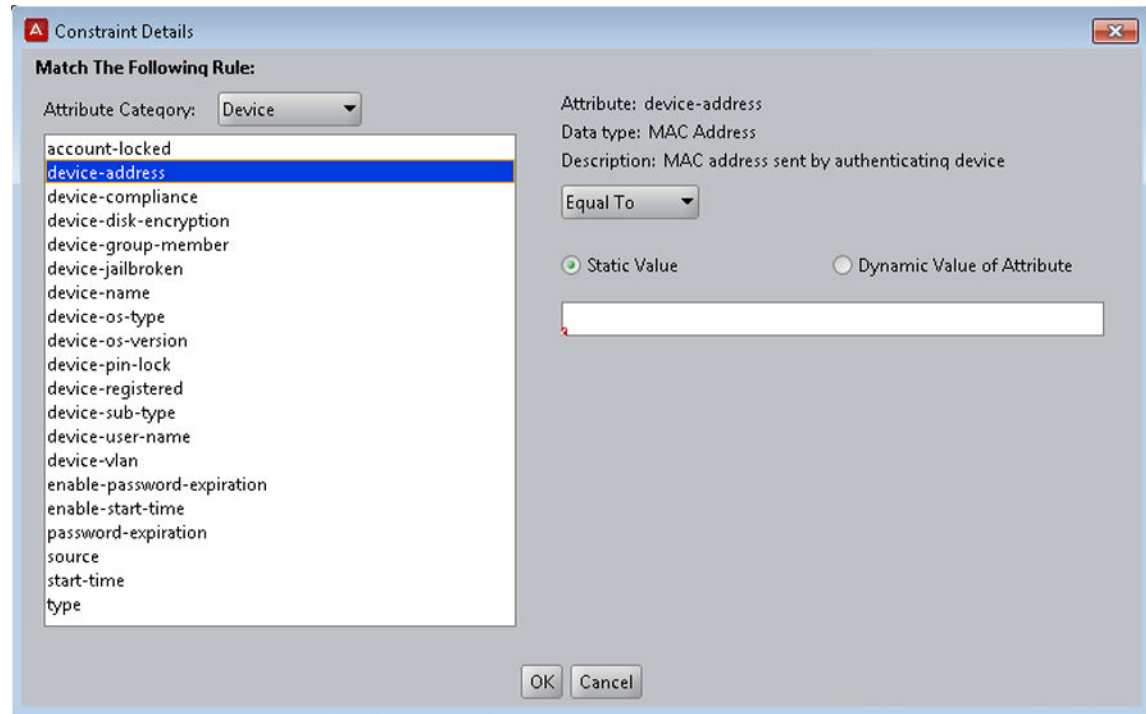 Constraint Details
Match The Following Rule:
Attribute Category: Device
account-locked
device-address
device-compliance
device-disk-encryption
device-group-member
device-jailbroken
device-name
device-os-type
device-os-version
device-pin-lock
device-registered
device-sub-type
device-user-name
device-vlan
enable-password-expiration
enable-start-time
password-expiration
source
start-time
type
Attribute: device-address
Data type: MAC Address
Description: MAC address sent by authenticating device
Equal To
Static Value Dynamic Value of Attribute
OK Cancel